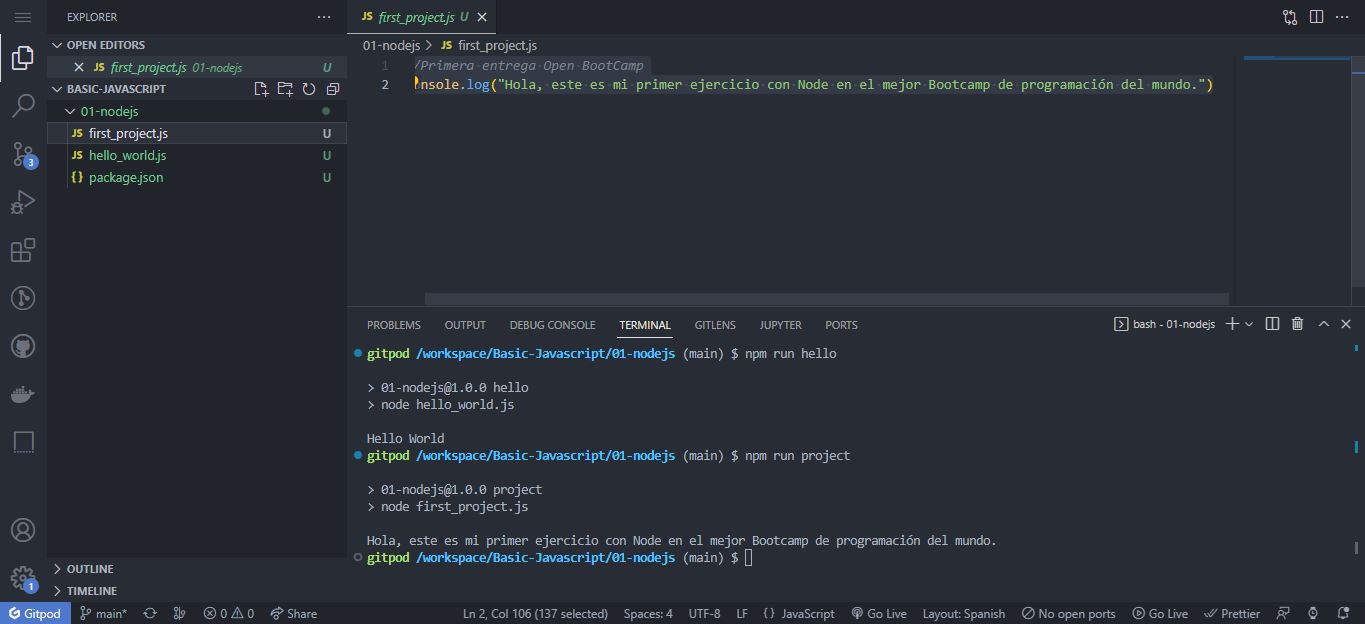 EXPLORER
OPEN EDITORS
JS first_project.js 01-nodejs U
BASIC-JAVASCRIPT
01-nodejs
JS first_project.js U
JS hello_world.js U
{} package.json U
OUTLINE
TIMELINE
3
1
JS first_project.js U
01-nodejs > JS first_project.js
1 /Primera entrega Open BootCamp
2 nsole.log("Hola, este es mi primer ejercicio con Node en el mejor Bootcamp de programación del mundo.")
PROBLEMS OUTPUT DEBUG CONSOLE TERMINAL GITLENS JUPYTER PORTS
bash - 01-nodejs
gitpod /workspace/Basic-Javascript/01-nodejs (main) $ npm run hello
> 01-nodejs@1.0.0 hello
> node hello_world.js
Hello World
gitpod /workspace/Basic-Javascript/01-nodejs (main) $ npm run project
> 01-nodejs@1.0.0 project
> node first_project.js
Hola, este es mi primer ejercicio con Node en el mejor Bootcamp de programación del mundo.
gitpod /workspace/Basic-Javascript/01-nodejs (main) $
Gitpod main* 0 0 Share Ln 2, Col 106 (137 selected) Spaces: 4 UTF-8 LF {} JavaScript Go Live Layout: Spanish No open ports Go Live Prettier